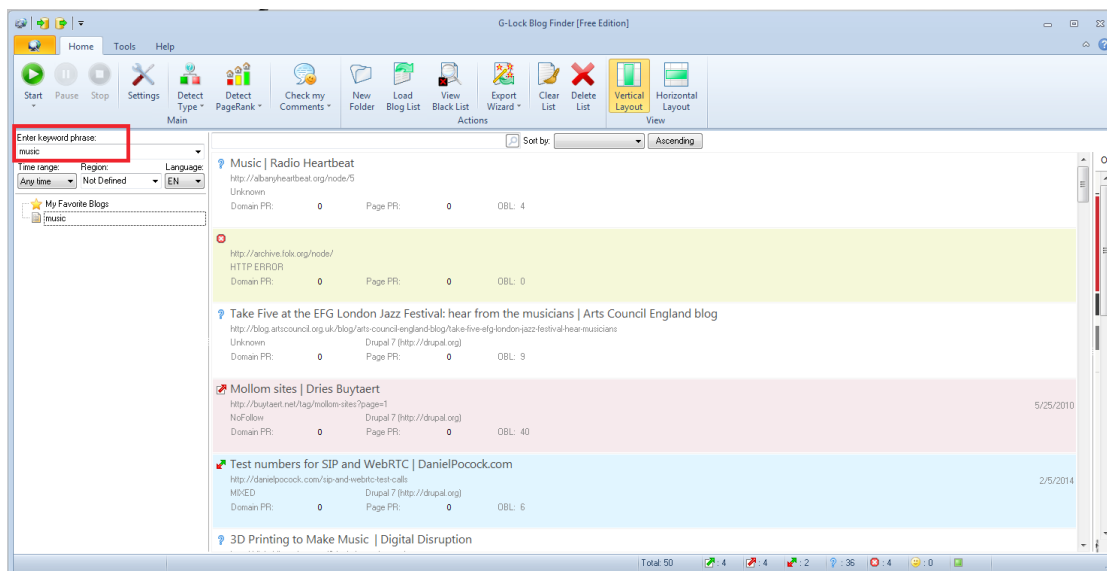 G-Lock Blog Finder [Free Edition]
Home Tools Help
Start Pause Stop Settings Detect Type Detect PageRank Check my Comments New Folder Load Blog List View Black List Export Wizard Clear List Delete List Vertical Layout Horizontal Layout
Main Actions View
Enter keyword phrase:
music
Time range: Region: Language:
Any time Not Defined EN
My Favorite Blogs
music
Sort by: Ascending
Music | Radio Heartbeat
http://albanyheartbeat.org/node/5
Unknown
Domain PR: 0 Page PR: 0 OBL: 4
http://archive.folx.org/node/
HTTP ERROR
Domain PR: 0 Page PR: 0 OBL: 0
Take Five at the EFG London Jazz Festival: hear from the musicians | Arts Council England blog
http://blog.artscouncil.org.uk/blog/arts-council-england-blog/take-five-efg-london-jazz-festival-hear-musicians
Unknown Drupal 7 (http://drupal.org)
Domain PR: 0 Page PR: 0 OBL: 9
Mollom sites | Dries Buytaert
http://buytaert.net/tag/mollom-sites?page=1
5/25/2010
NoFollow Drupal 7 (http://drupal.org)
Domain PR: 0 Page PR: 0 OBL: 40
Test numbers for SIP and WebRTC | DanielPocock.com
http://danielpocock.com/sip-and-webrtc-test-calls
2/5/2014
MIXED Drupal 7 (http://drupal.org)
Domain PR: 0 Page PR: 0 OBL: 6
3D Printing to Make Music | Digital Disruption
Total: 50 : 4 : 4 : 2 : 36 : 4 : 0